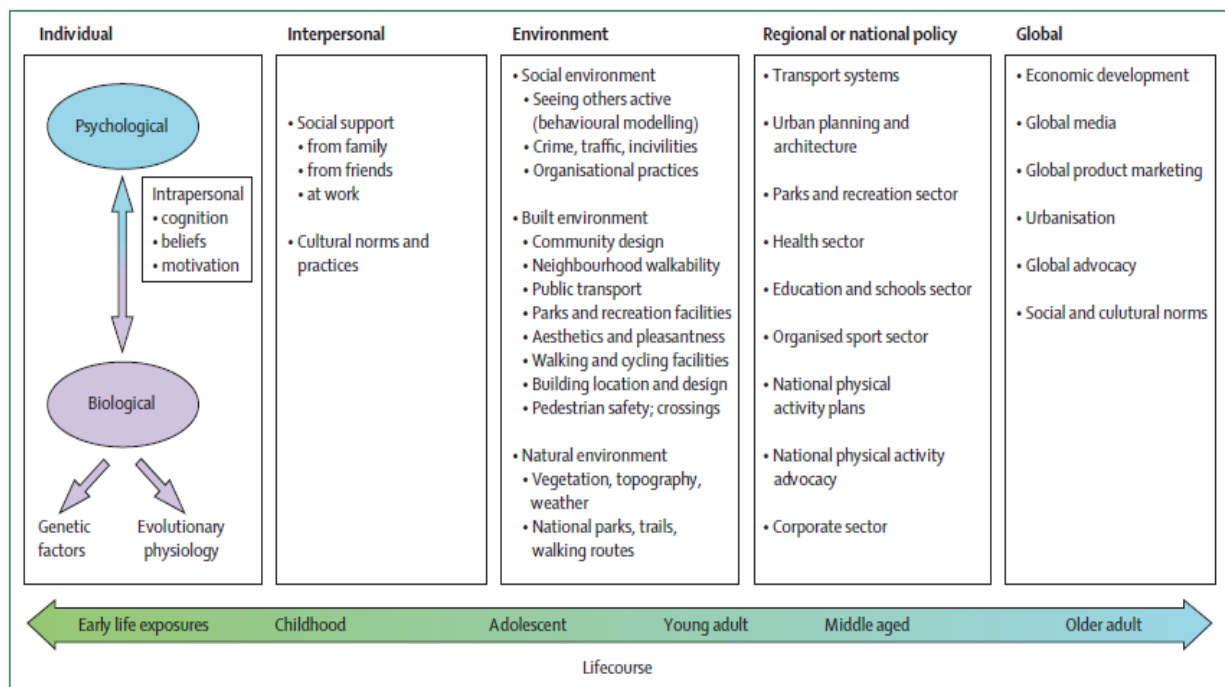 Individual
Psychological
Intrapersonal
• cognition
• beliefs
• motivation
Biological
Genetic
factors
Evolutionary
physiology
Interpersonal
• Social support
• from family
• from friends
• at work
• Cultural norms and
practices
Environment
• Social environment
• Seeing others active
(behavioural modelling)
• Crime, traffic, incivilities
• Organisational practices
• Built environment
• Community design
• Neighbourhood walkability
• Public transport
• Parks and recreation facilities
• Aesthetics and pleasantness
• Walking and cycling facilities
• Building location and design
• Pedestrian safety; crossings
• Natural environment
• Vegetation, topography,
weather
• National parks, trails,
walking routes
Regional or national policy
• Transport systems
• Urban planning and
architecture
• Parks and recreation sector
• Health sector
• Education and schools sector
• Organised sport sector
• National physical
activity plans
• National physical activity
advocacy
• Corporate sector
Global
• Economic development
• Global media
• Global product marketing
• Urbanisation
• Global advocacy
• Social and culutural norms
Early life exposures
Childhood
Adolescent
Young adult
Middle aged
Older adult
Lifecourse